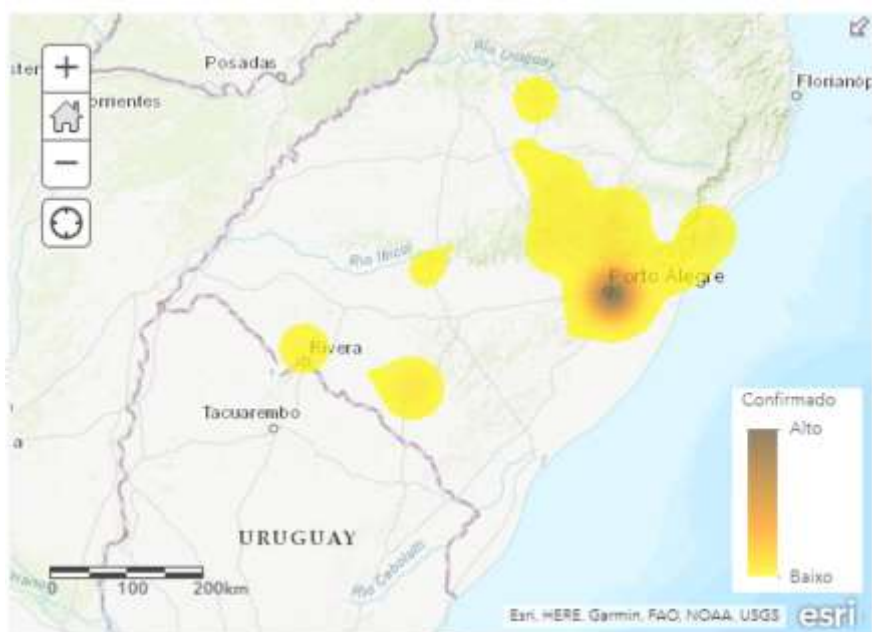 Posadas
Rio Uruguay
Florianóp
orrientes
Rio Ibicuí
Porto Alegre
Rivera
Tacuarembo
Confirmado
Alto
URUGUAY
Baixo
0 100 200km
Esri, HERE, Garmin, FAO, NOAA, USGS
esri